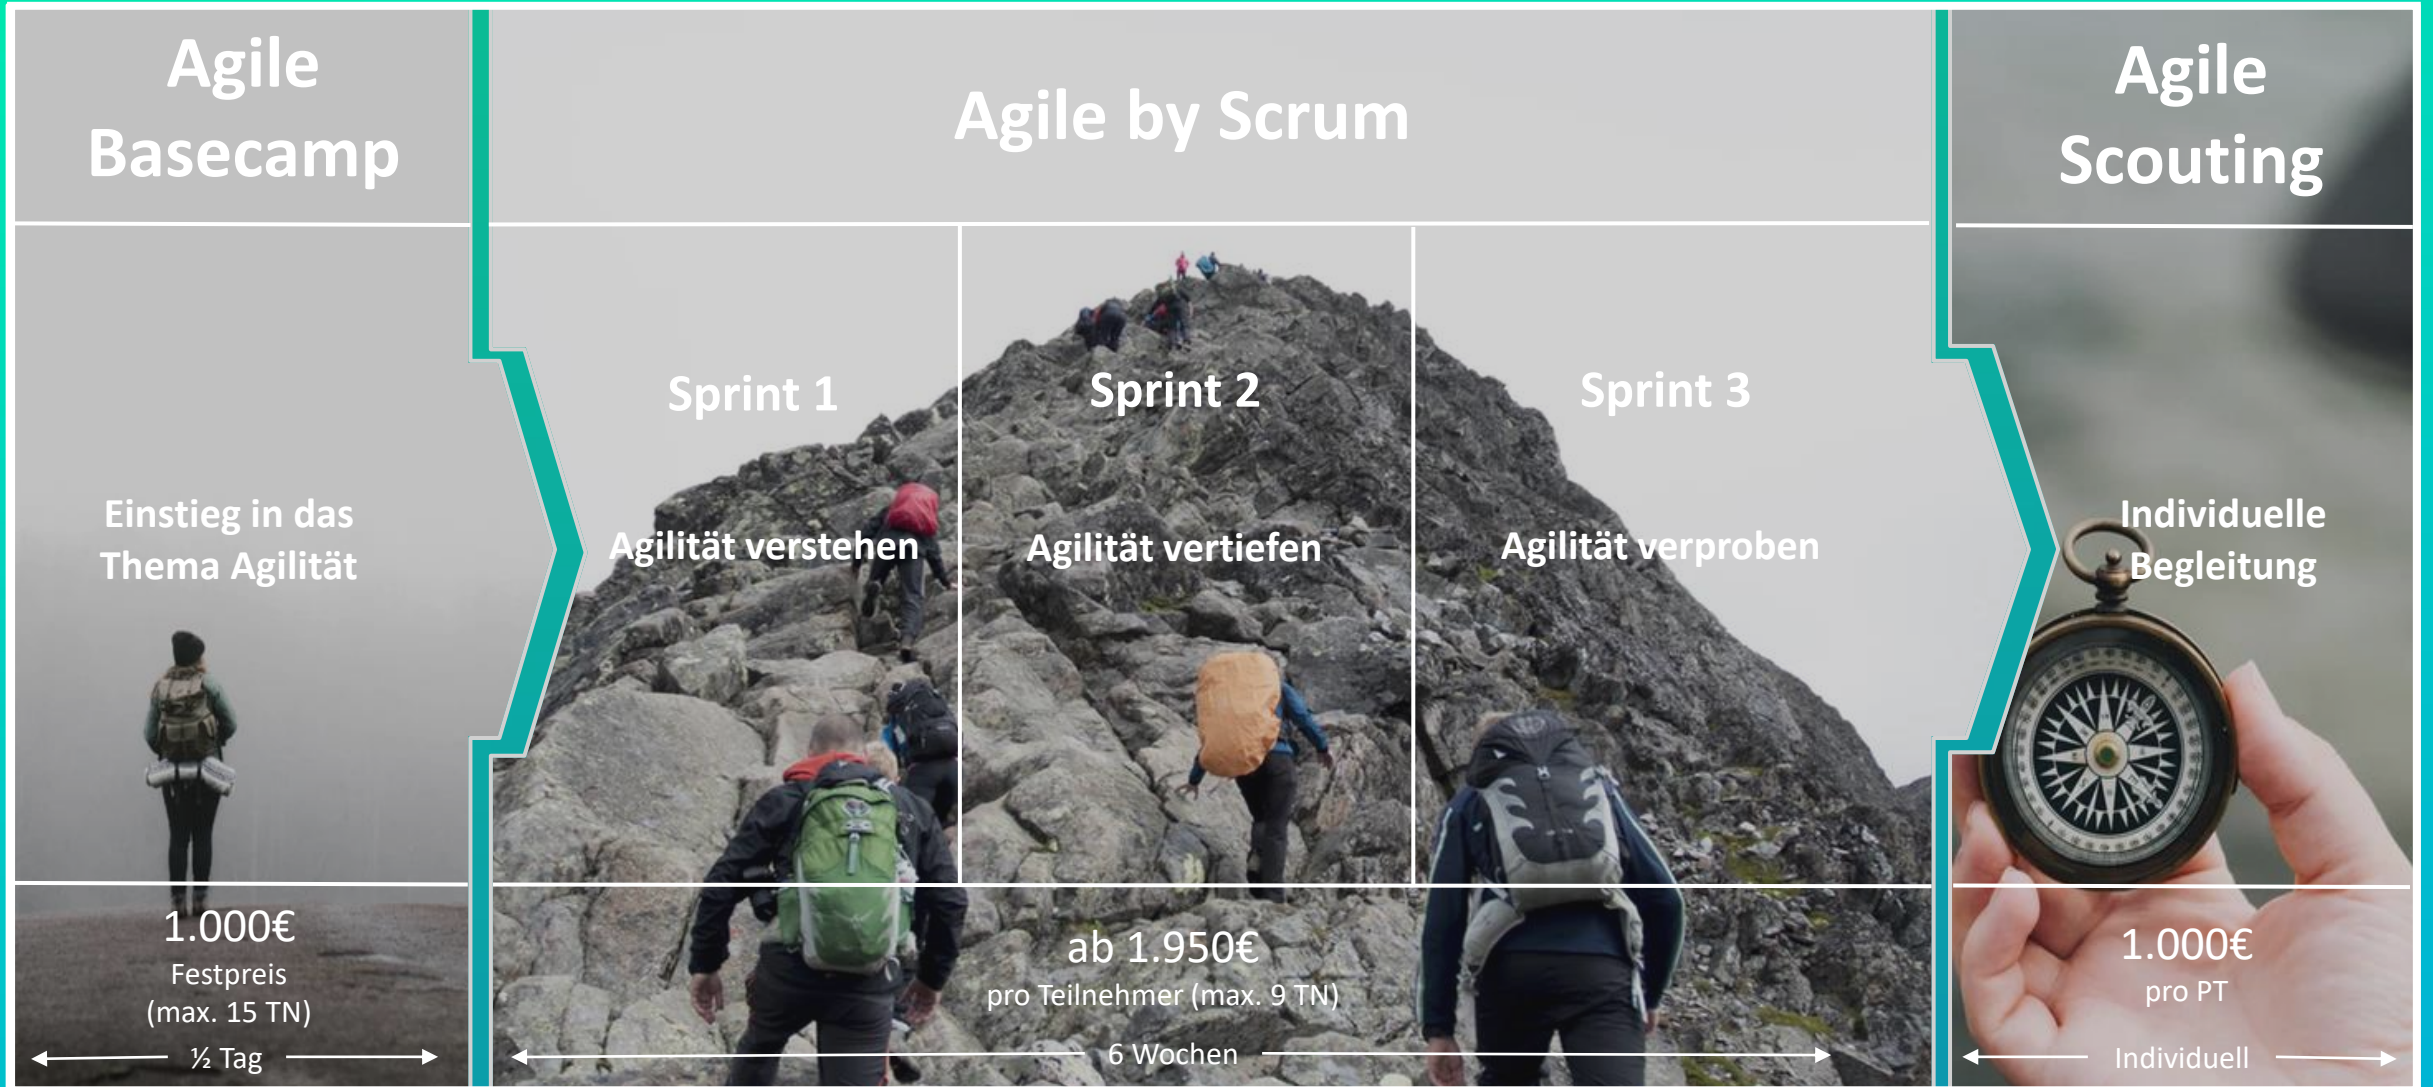 Agile
Basecamp
Einstieg in das
Thema Agilität
1.000€
Festpreis
(max. 15 TN)
½ Tag
Agile by Scrum
Sprint 1
Agilität verstehen
Sprint 2
Agilität vertiefen
Sprint 3
Agilität verproben
ab 1.950€
pro Teilnehmer (max. 9 TN)
6 Wochen
Agile
Scouting
Individuelle
Begleitung
1.000€
pro PT
Individuell